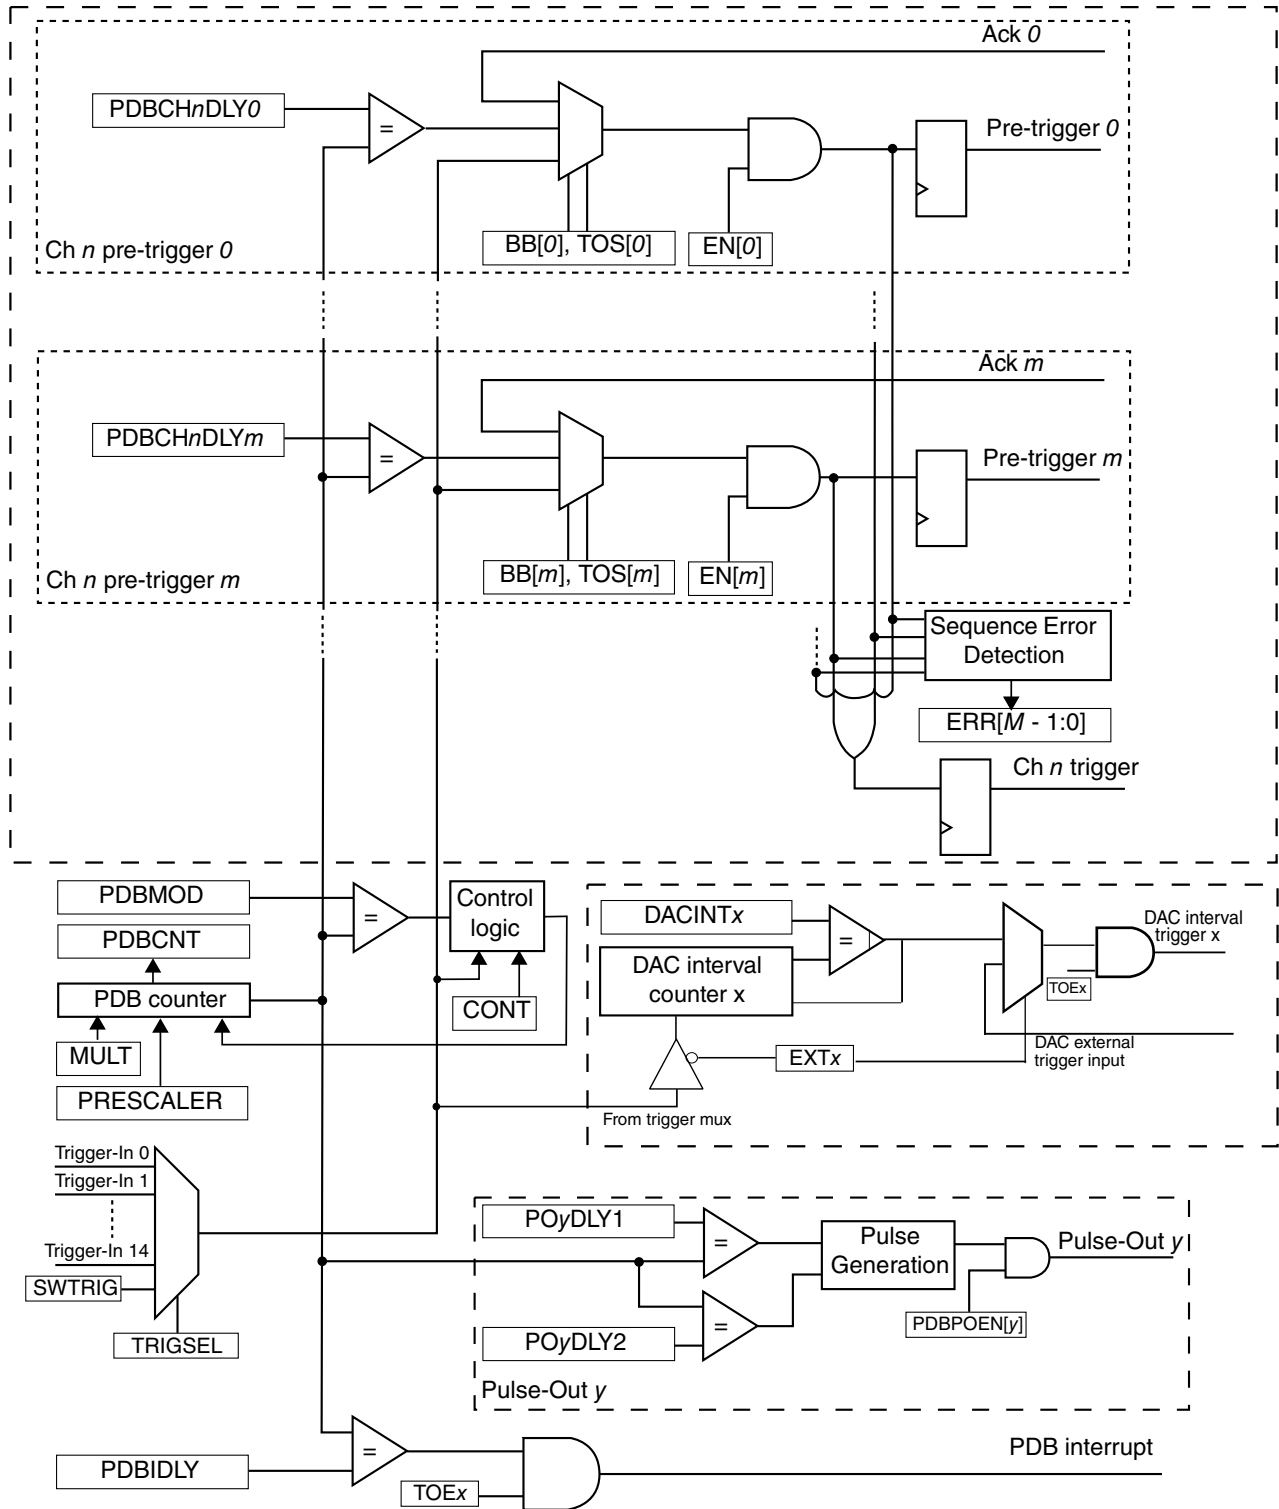 Ack 0
PDBCHnDLY0
=
Pre-trigger 0
BB[0], TOS[0]
EN[0]
Ch n pre-trigger 0
Ack m
PDBCHnDLYm
=
Pre-trigger m
BB[m], TOS[m]
EN[m]
Ch n pre-trigger m
Sequence Error
Detection
ERR[M - 1:0]
Ch n trigger
PDBMOD
=
Control
logic
PDBCNT
PDB counter
CONT
MULT
PRESCALER
DACINTx
=
DAC interval
counter x
DAC interval
trigger x
TOEx
EXTx
DAC external
trigger input
From trigger mux
Trigger-In 0
Trigger-In 1
Trigger-In 14
SWTRIG
TRIGSEL
POyDLY1
=
Pulse
Generation
Pulse-Out y
=
POyDLY2
PDBPOEN[y]
Pulse-Out y
=
PDB interrupt
PDBIDLY
TOEx